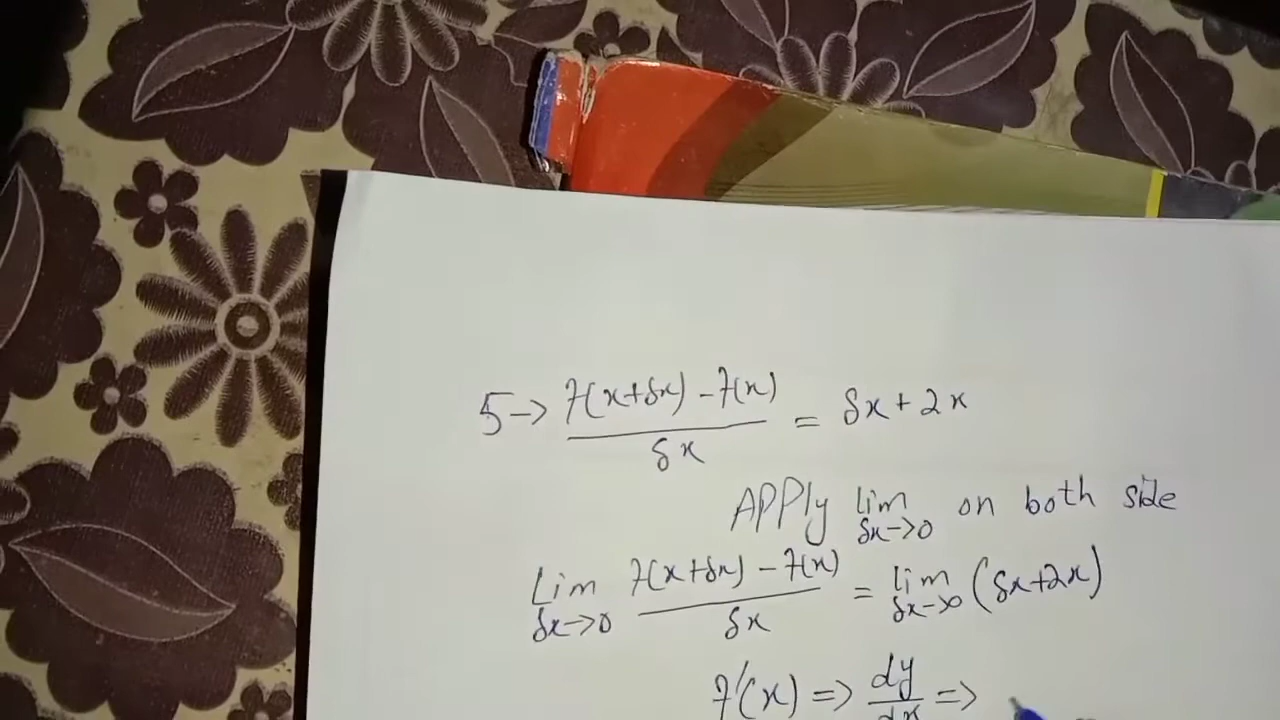 5→ f(x+δx) - f(x) / δx = δx + 2x
Apply lim δx→0 on both side
Lim δx→0 f(x+δx) - f(x) / δx = lim δx→0 (δx+2x)
f'(x) => dy/dx =>